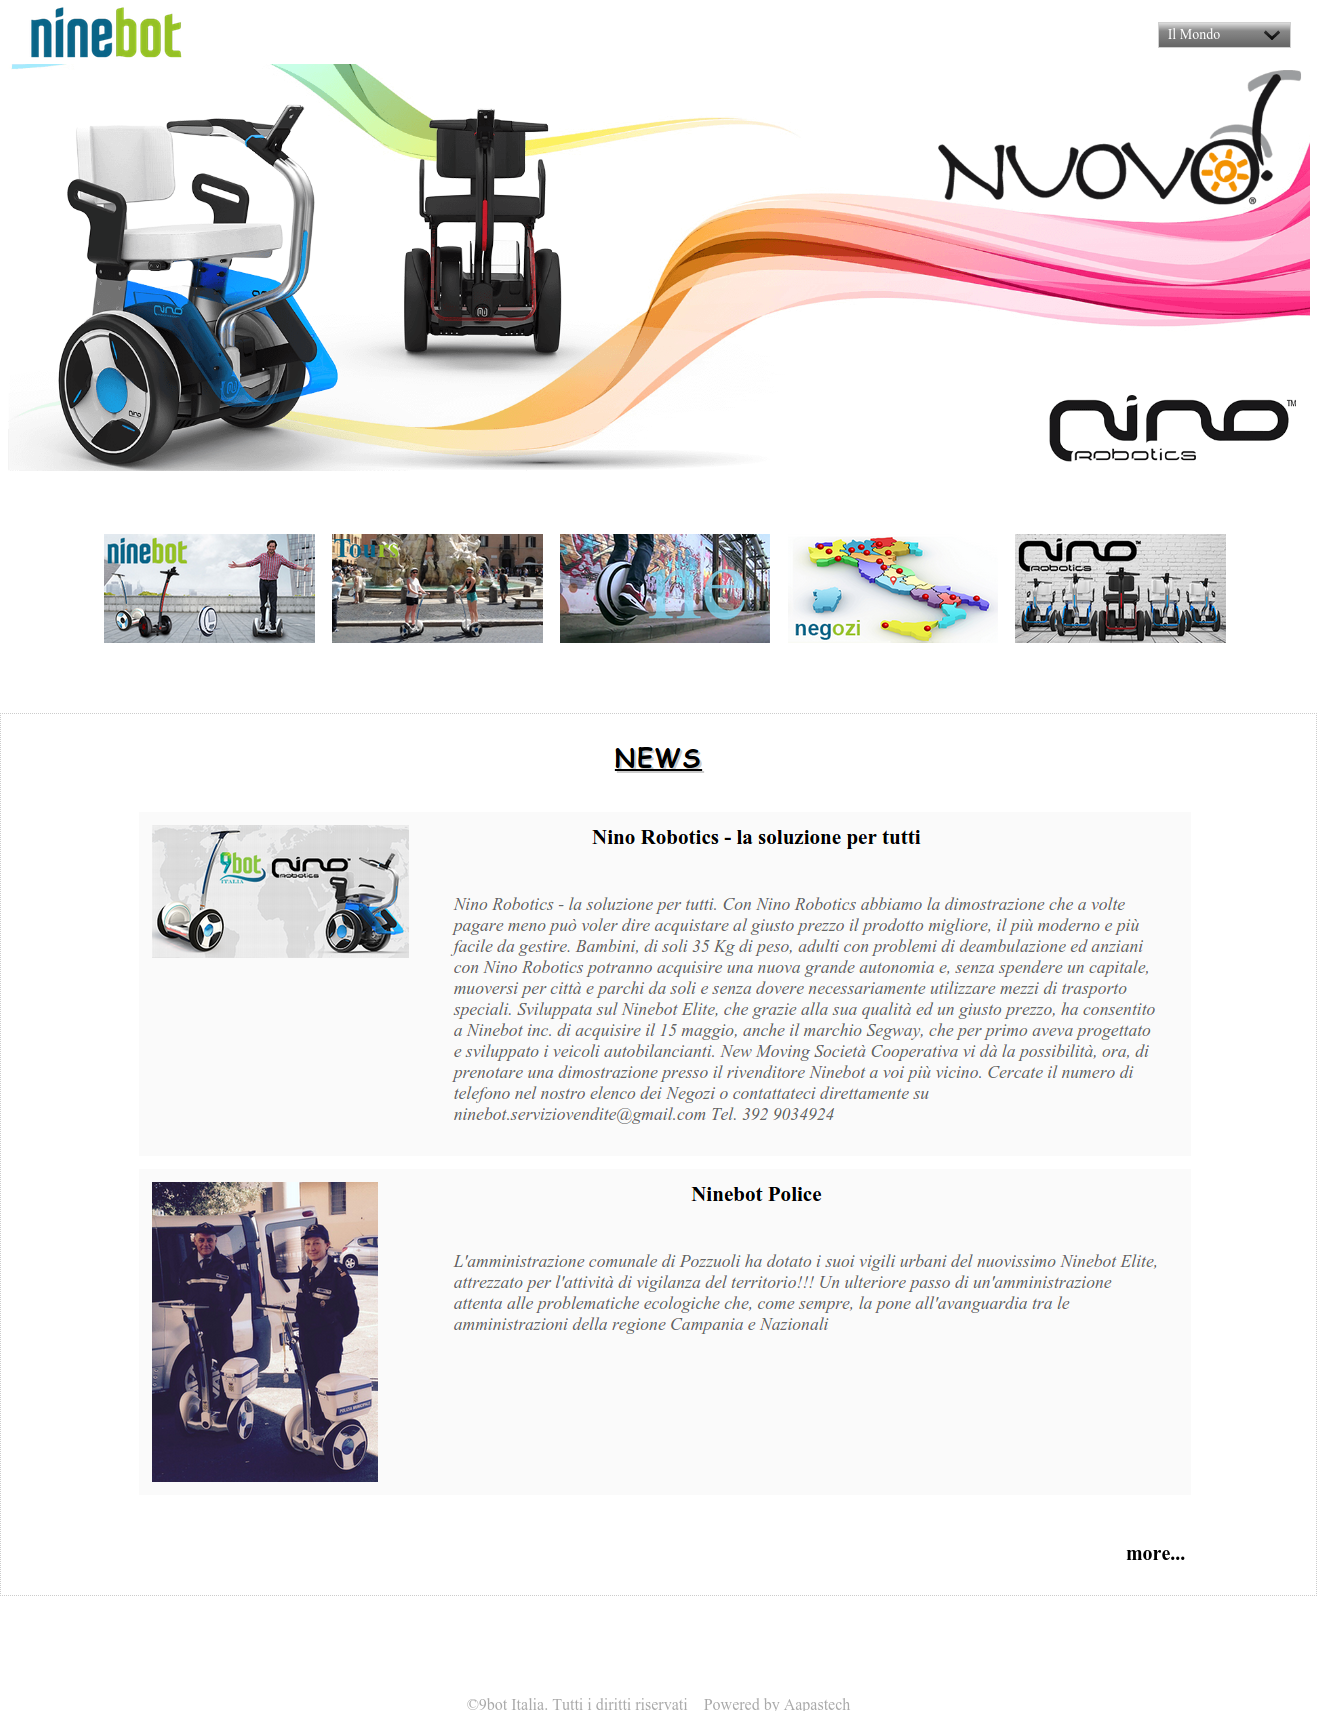 ninebot
Il Mondo
NUOVO!
®
nino
nino
nino
ROBOTICS
TM
ninebot
Tours
ne
negozi
nino
ROBOTICS
NEWS
Nino Robotics - la soluzione per tutti
9bot
ITALIA
nino
ROBOTICS
Nino Robotics - la soluzione per tutti. Con Nino Robotics abbiamo la dimostrazione che a volte
pagare meno può voler dire acquistare al giusto prezzo il prodotto migliore, il più moderno e più
facile da gestire. Bambini, di soli 35 Kg di peso, adulti con problemi di deambulazione ed anziani
con Nino Robotics potranno acquisire una nuova grande autonomia e, senza spendere un capitale,
muoversi per città e parchi da soli e senza dovere necessariamente utilizzare mezzi di trasporto
speciali. Sviluppata sul Ninebot Elite, che grazie alla sua qualità ed un giusto prezzo, ha consentito
a Ninebot inc. di acquisire il 15 maggio, anche il marchio Segway, che per primo aveva progettato
e sviluppato i veicoli autobilancianti. New Moving Società Cooperativa vi dà la possibilità, ora, di
prenotare una dimostrazione presso il rivenditore Ninebot a voi più vicino. Cercate il numero di
telefono nel nostro elenco dei Negozi o contattateci direttamente su
ninebot.serviziovendite@gmail.com Tel. 392 9034924
Ninebot Police
L'amministrazione comunale di Pozzuoli ha dotato i suoi vigili urbani del nuovissimo Ninebot Elite,
attrezzato per l'attività di vigilanza del territorio!!! Un ulteriore passo di un'amministrazione
attenta alle problematiche ecologiche che, come sempre, la pone all'avanguardia tra le
amministrazioni della regione Campania e Nazionali
POLIZIA MUNICIPALE
more...
©9bot Italia. Tutti i diritti riservati Powered by Aapastech